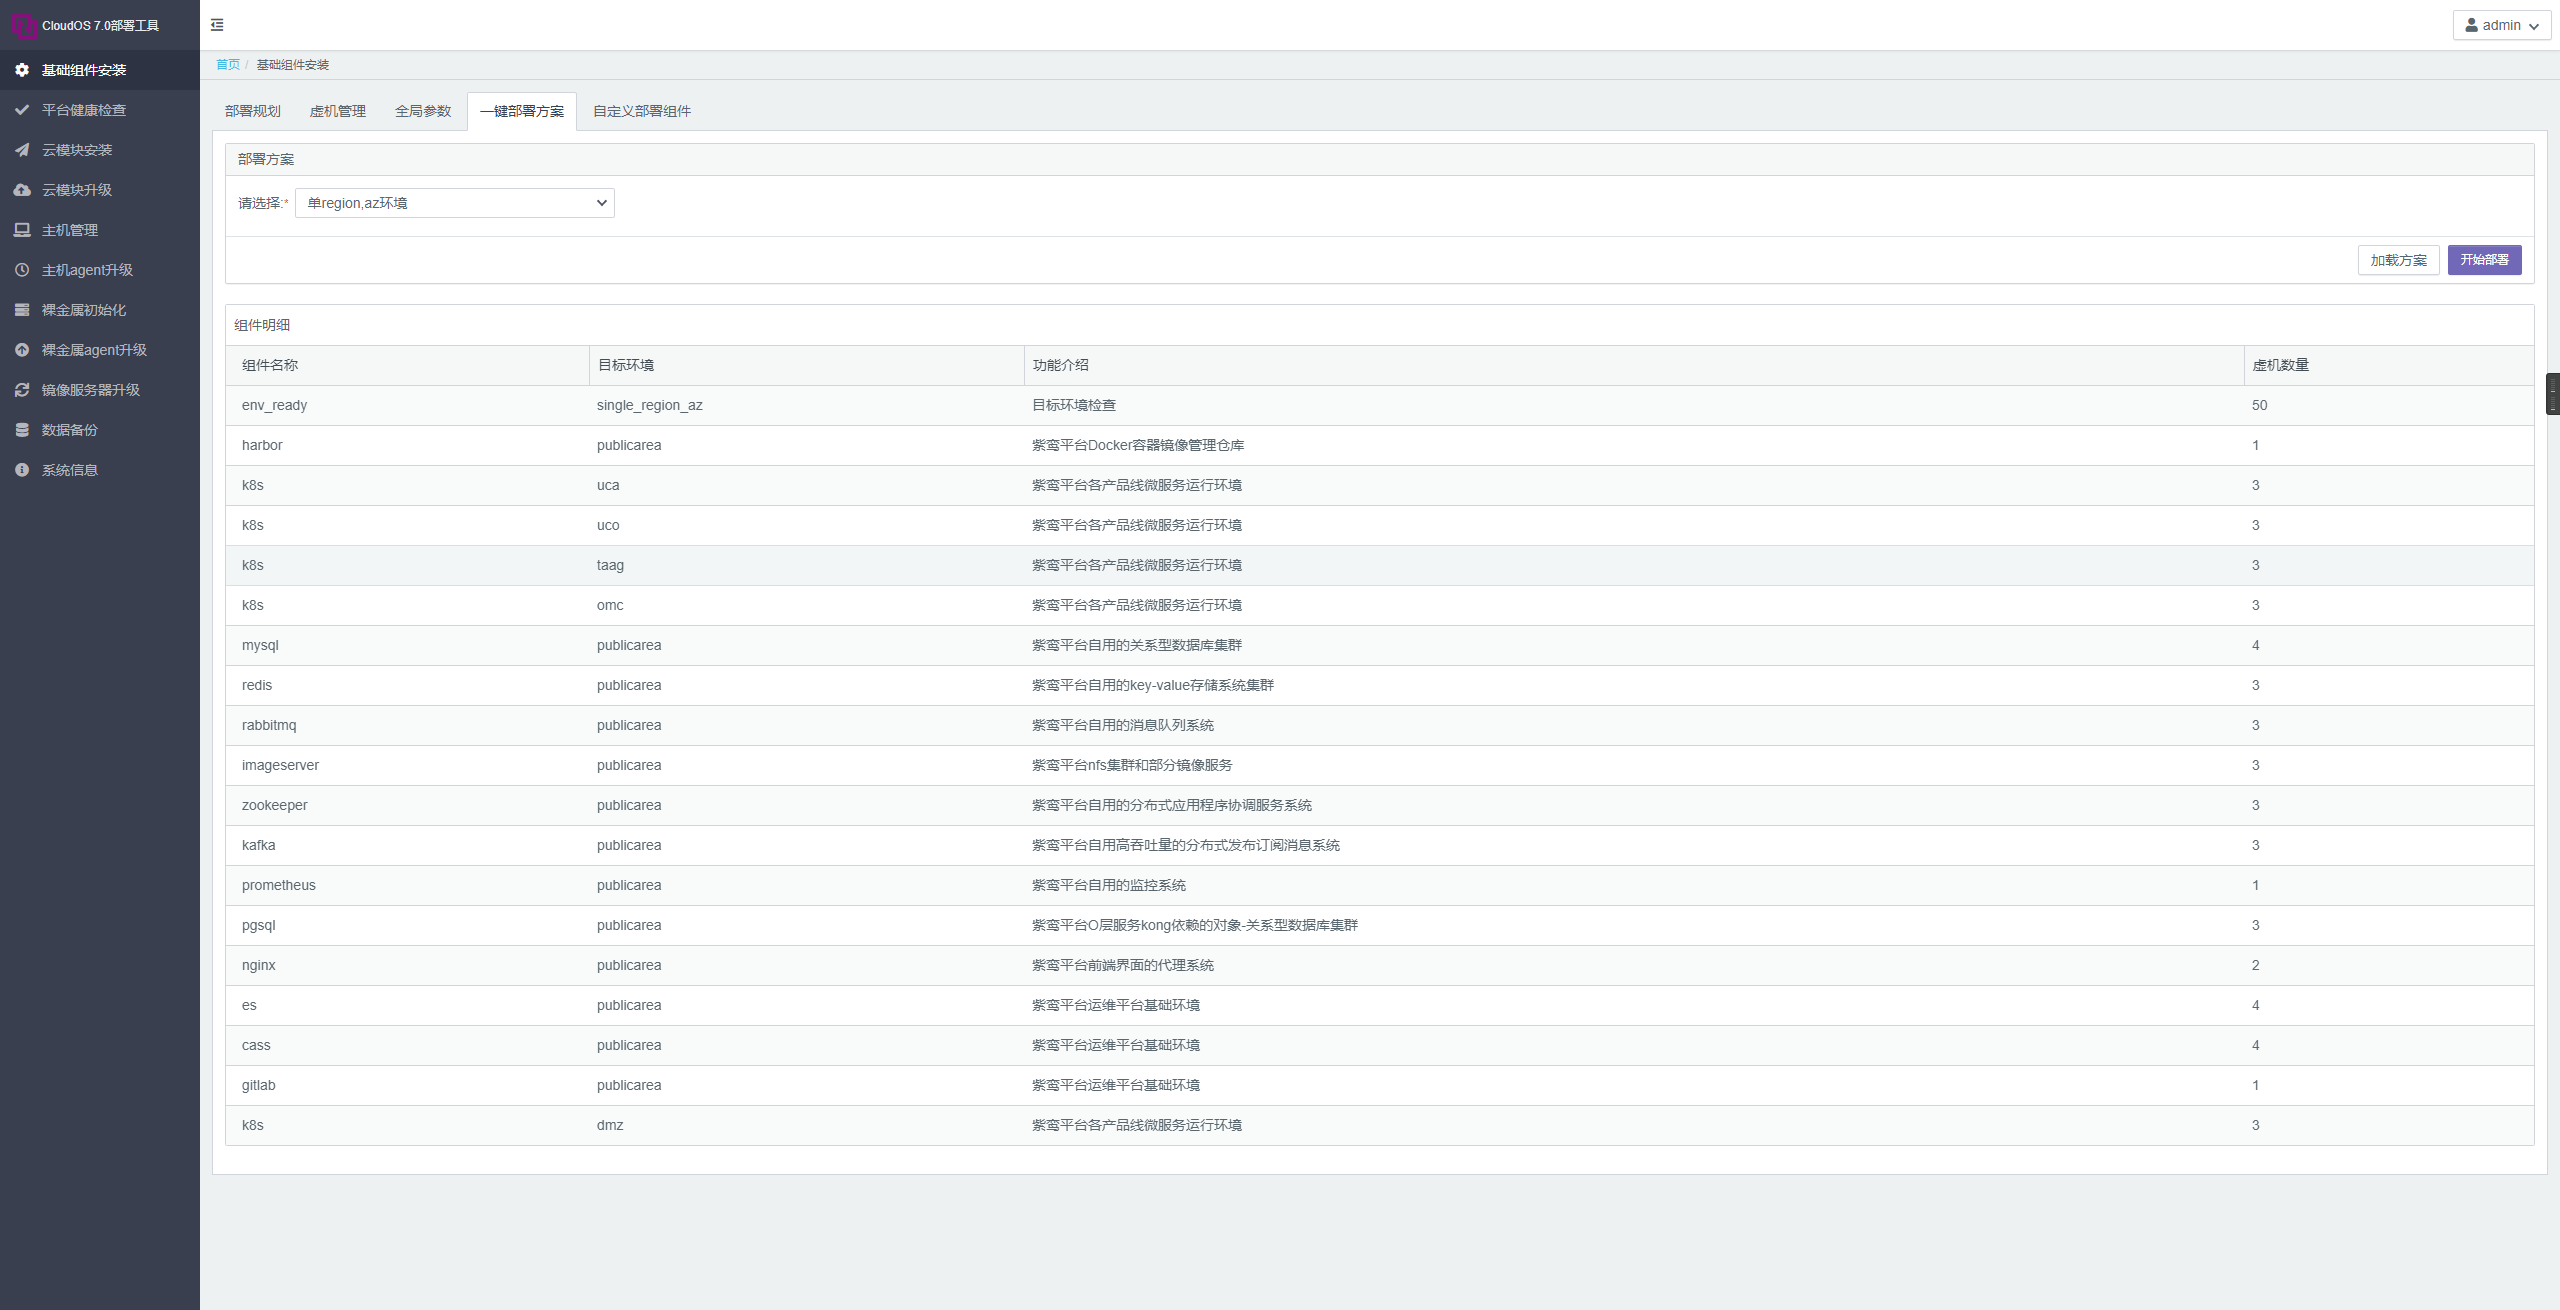 CloudOS 7.0部署工具
admin
基础组件安装
平台健康检查
云模块安装
云模块升级
主机管理
主机agent升级
裸金属初始化
裸金属agent升级
镜像服务器升级
数据备份
系统信息
首页 / 基础组件安装
部署规划 虚机管理 全局参数 一键部署方案 自定义部署组件
部署方案
请选择:* 单region,az环境
加载方案 开始部署
组件明细
组件名称 目标环境 功能介绍 虚机数量
env_ready single_region_az 目标环境检查 50
harbor publicarea 紫鸾平台Docker容器镜像管理仓库 1
k8s uca 紫鸾平台各产品线微服务运行环境 3
k8s uco 紫鸾平台各产品线微服务运行环境 3
k8s taag 紫鸾平台各产品线微服务运行环境 3
k8s omc 紫鸾平台各产品线微服务运行环境 3
mysql publicarea 紫鸾平台自用的关系型数据库集群 4
redis publicarea 紫鸾平台自用的key-value存储系统集群 3
rabbitmq publicarea 紫鸾平台自用的消息队列系统 3
imageserver publicarea 紫鸾平台nfs集群和部分镜像服务 3
zookeeper publicarea 紫鸾平台自用的分布式应用程序协调服务系统 3
kafka publicarea 紫鸾平台自用高吞吐量的分布式发布订阅消息系统 3
prometheus publicarea 紫鸾平台自用的监控系统 1
pgsql publicarea 紫鸾平台O层服务kong依赖的对象-关系型数据库集群 3
nginx publicarea 紫鸾平台前端界面的代理系统 2
es publicarea 紫鸾平台运维平台基础环境 4
cass publicarea 紫鸾平台运维平台基础环境 4
gitlab publicarea 紫鸾平台运维平台基础环境 1
k8s dmz 紫鸾平台各产品线微服务运行环境 3